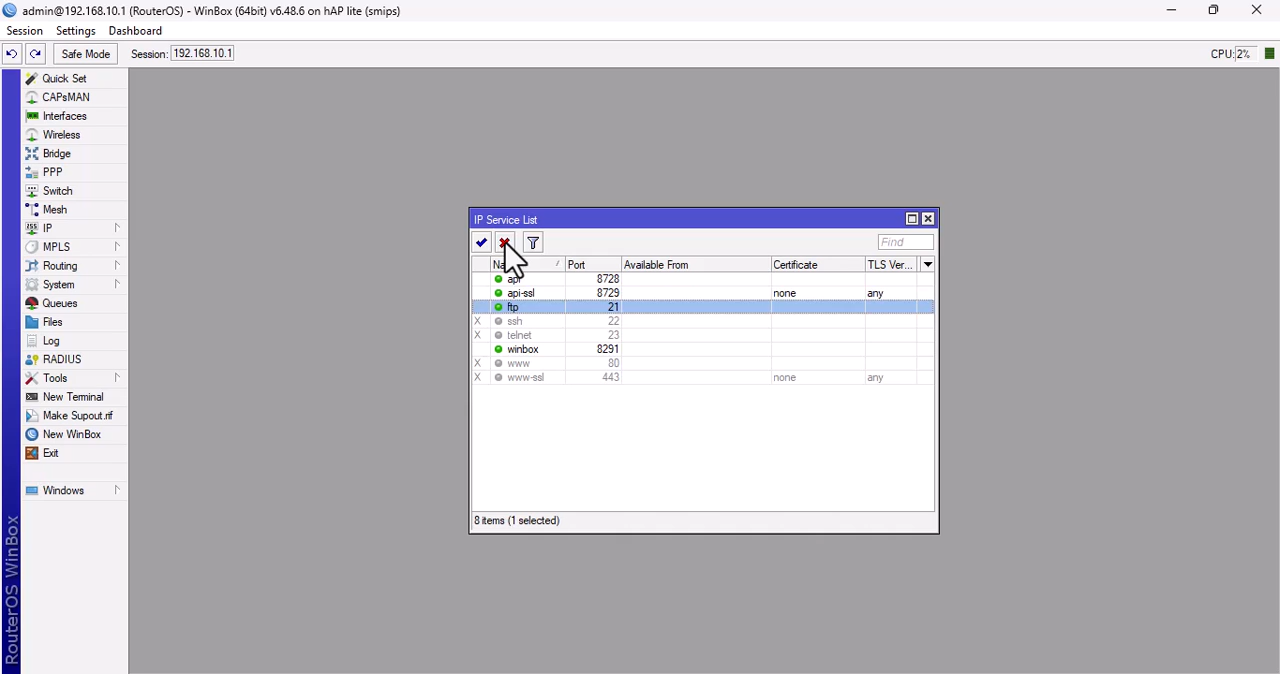 admin@192.168.10.1 (RouterOS) - WinBox (64bit) v6.48.6 on hAP lite (smips)
Session Settings Dashboard
Safe Mode Session: 192.168.10.1 CPU: 2%
Quick Set
CAPsMAN
Interfaces
Wireless
Bridge
PPP
Switch
Mesh
IP
MPLS
Routing
System
Queues
Files
Log
RADIUS
Tools
New Terminal
Make Supout.rif
New WinBox
Exit
Windows
RouterOS WinBox
IP Service List
Find
Port Available From Certificate TLS Ver...
api 8728
api-ssl 8729 none any
ftp 21
X ssh 22
X telnet 23
winbox 8291
X www 80
X www-ssl 443 none any
8 items (1 selected)